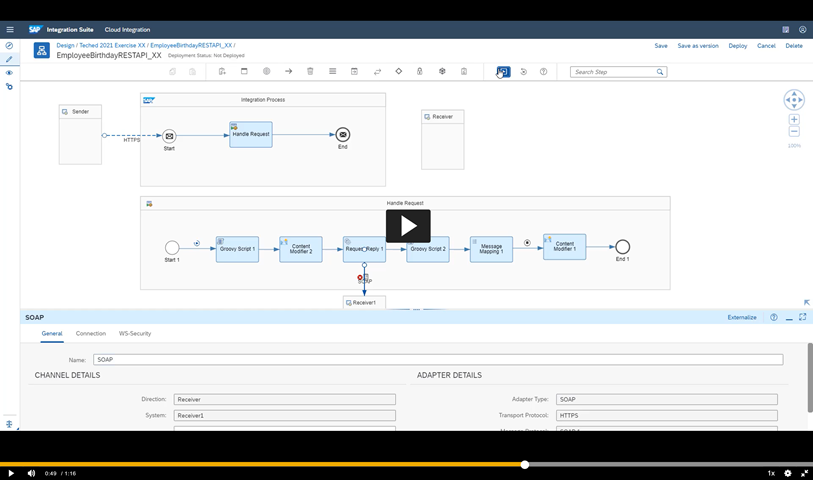 SAP Integration Suite Cloud Integration
Design / Teched 2021 Exercise XX / EmployeeBirthdayRESTAPI_XX /
EmployeeBirthdayRESTAPI_XX Deployment Status: Not Deployed
Save Save as version Deploy Cancel Delete
Search Step
Sender
SAP Integration Process
Receiver
HTTPS
Start
Handle Request
End
100%
Handle Request
Start 1
Groovy Script 1
Content
Modifier 2
Request Reply 1
Groovy Script 2
Message
Mapping 1
Content
Modifier 1
End 1
SOAP
Receiver1
SOAP
Externalize
General Connection WS-Security
Name: SOAP
CHANNEL DETAILS
ADAPTER DETAILS
Direction: Receiver
Adapter Type: SOAP
System: Receiver1
Transport Protocol: HTTPS
0:49 / 1:16
1x